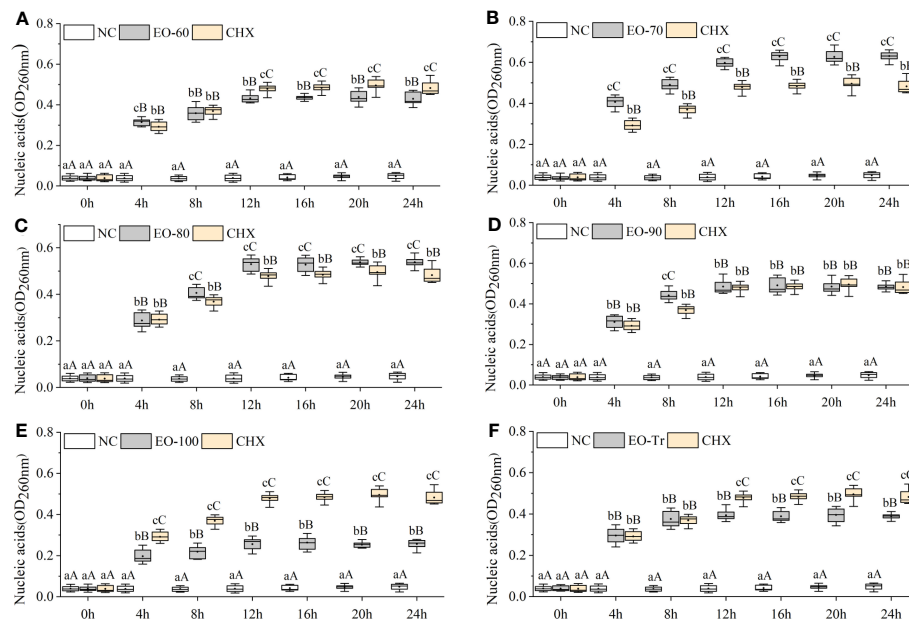 A
NC EO-60 CHX
Nucleic acids(OD260nm)
0.8
0.6
0.4
0.2
0.0
aA aA aA aA
cB bB
aA
bB bB
aA
bB cC
aA
bB cC
aA
bB cC
aA
bB cC
0h 4h 8h 12h 16h 20h 24h
B
NC EO-70 CHX
Nucleic acids(OD260nm)
0.8
0.6
0.4
0.2
0.0
aA aA aA aA
cC bB
aA
cC bB
aA
cC bB
aA
cC bB
aA
cC bB
aA
cC bB
0h 4h 8h 12h 16h 20h 24h
C
NC EO-80 CHX
Nucleic acids(OD260nm)
0.6
0.4
0.2
0.0
aA aA aA aA
bB bB
aA
cC bB
aA
cC bB
aA
cC bB
aA
cC bB
aA
cC bB
0h 4h 8h 12h 16h 20h 24h
D
NC EO-90 CHX
Nucleic acids(OD260nm)
0.8
0.6
0.4
0.2
0.0
aA aA aA aA
bB bB
aA
cC bB
aA
bB bB
aA
bB bB
aA
bB bB
aA
bB bB
0h 4h 8h 12h 16h 20h 24h
E
NC EO-100 CHX
Nucleic acids(OD260nm)
0.8
0.6
0.4
0.2
0.0
aA aA aA aA
bB cC
aA
bB cC
aA
bB cC
aA
bB cC
aA
bB cC
aA
bB cC
0h 4h 8h 12h 16h 20h 24h
F
NC EO-Tr CHX
Nucleic acids(OD260nm)
0.8
0.6
0.4
0.2
0.0
aA aA aA aA
bB bB
aA
bB bB
aA
bB cC
aA
bB cC
aA
bB cC
aA
bB cC
0h 4h 8h 12h 16h 20h 24h